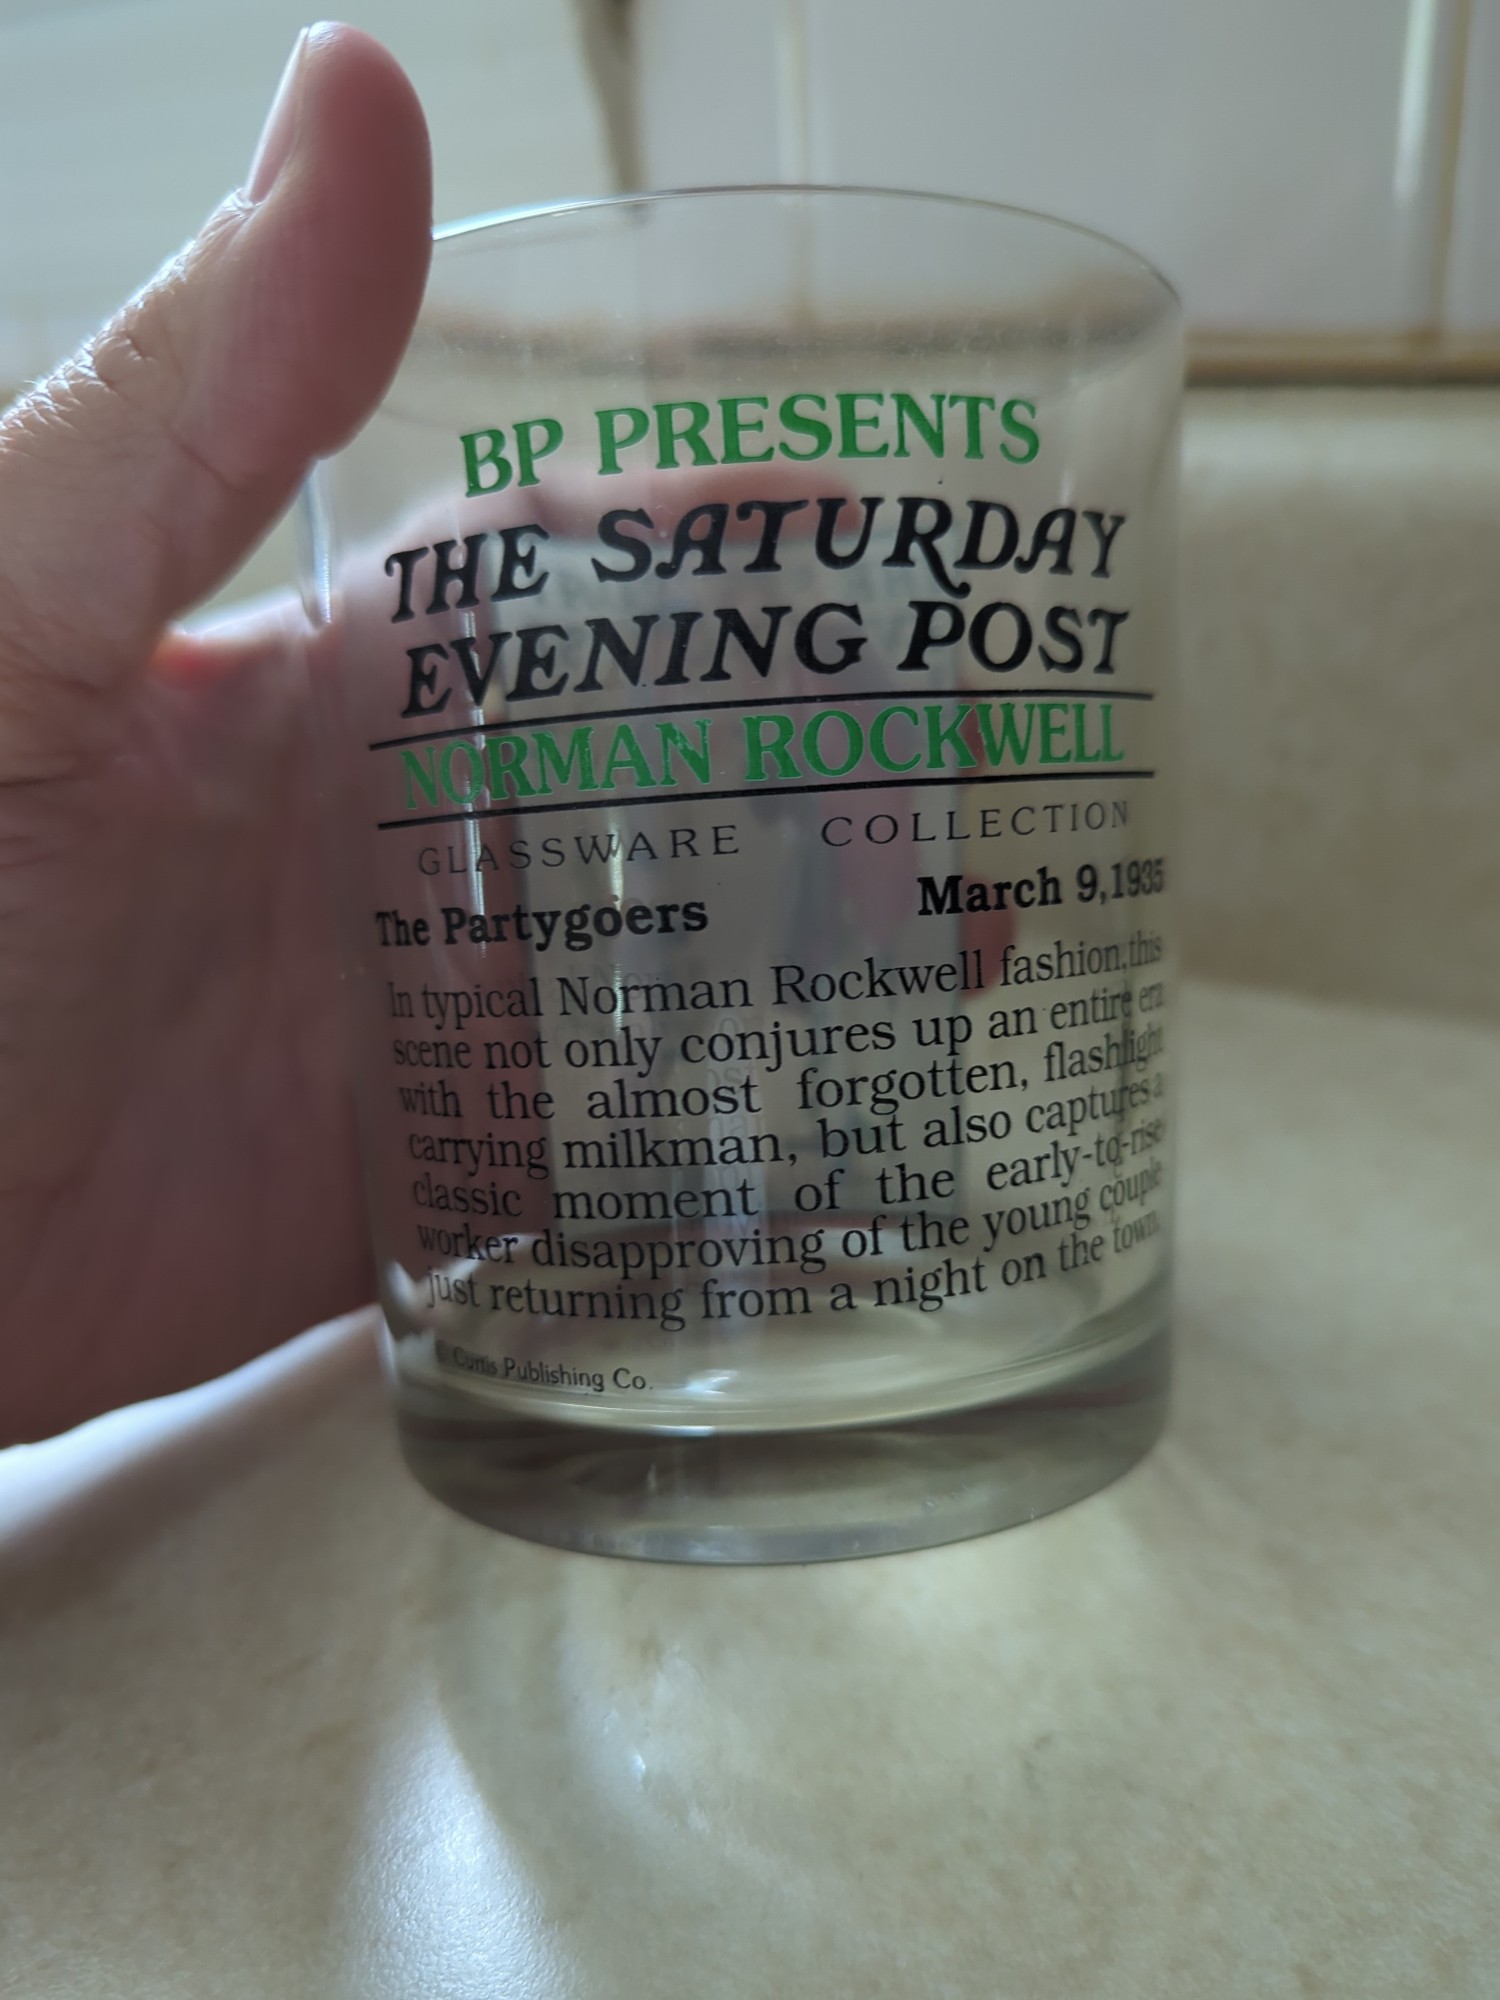 BP PRESENTS
THE SATURDAY
EVENING POST
NORMAN ROCKWELL
GLASSWARE COLLECTION
The Partygoers March 9,1935
In typical Norman Rockwell fashion, this
scene not only conjures up an entire era
with the almost forgotten, flashlight
carrying milkman, but also captures a
classic moment of the early-to-rise
worker disapproving of the young couple
just returning from a night on the town.
© Curtis Publishing Co.